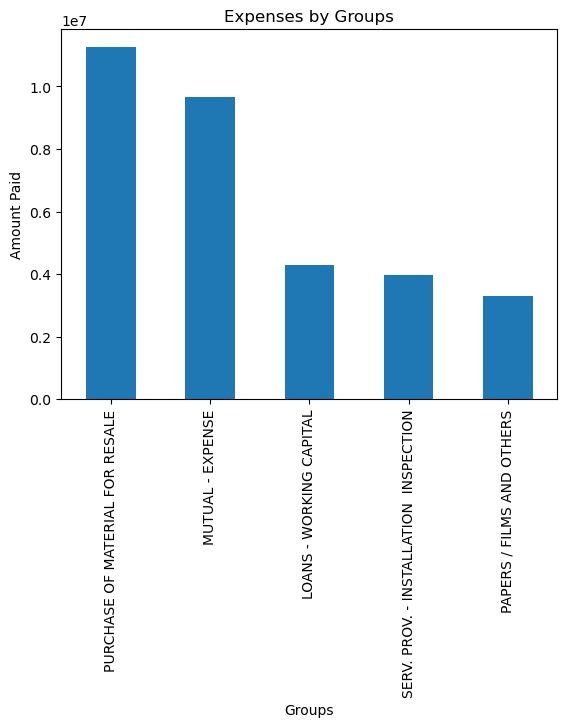 Expenses by Groups
1e7
Amount Paid
1.0
0.8
0.6
0.4
0.2
0.0
PURCHASE OF MATERIAL FOR RESALE
MUTUAL - EXPENSE
LOANS - WORKING CAPITAL
SERV. PROV. - INSTALLATION  INSPECTION
PAPERS / FILMS AND OTHERS
Groups